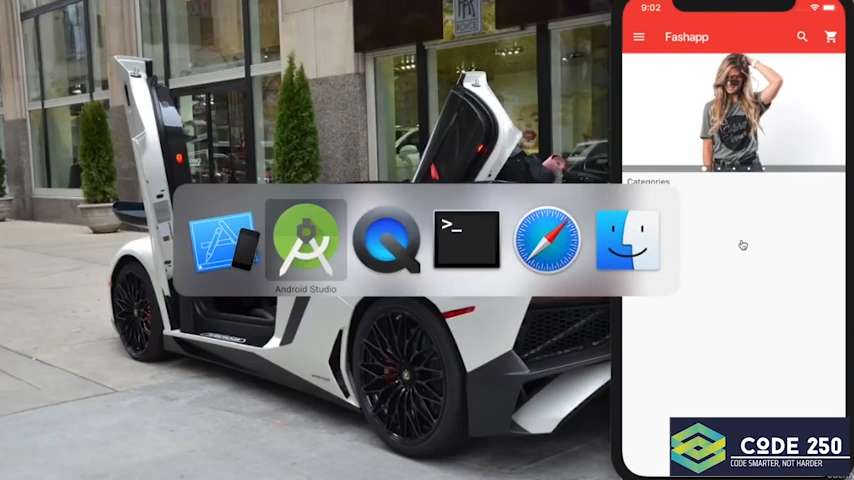 9:02
Fashapp
Categories
>_
Android Studio
CODE 250
CODE SMARTER, NOT HARDER